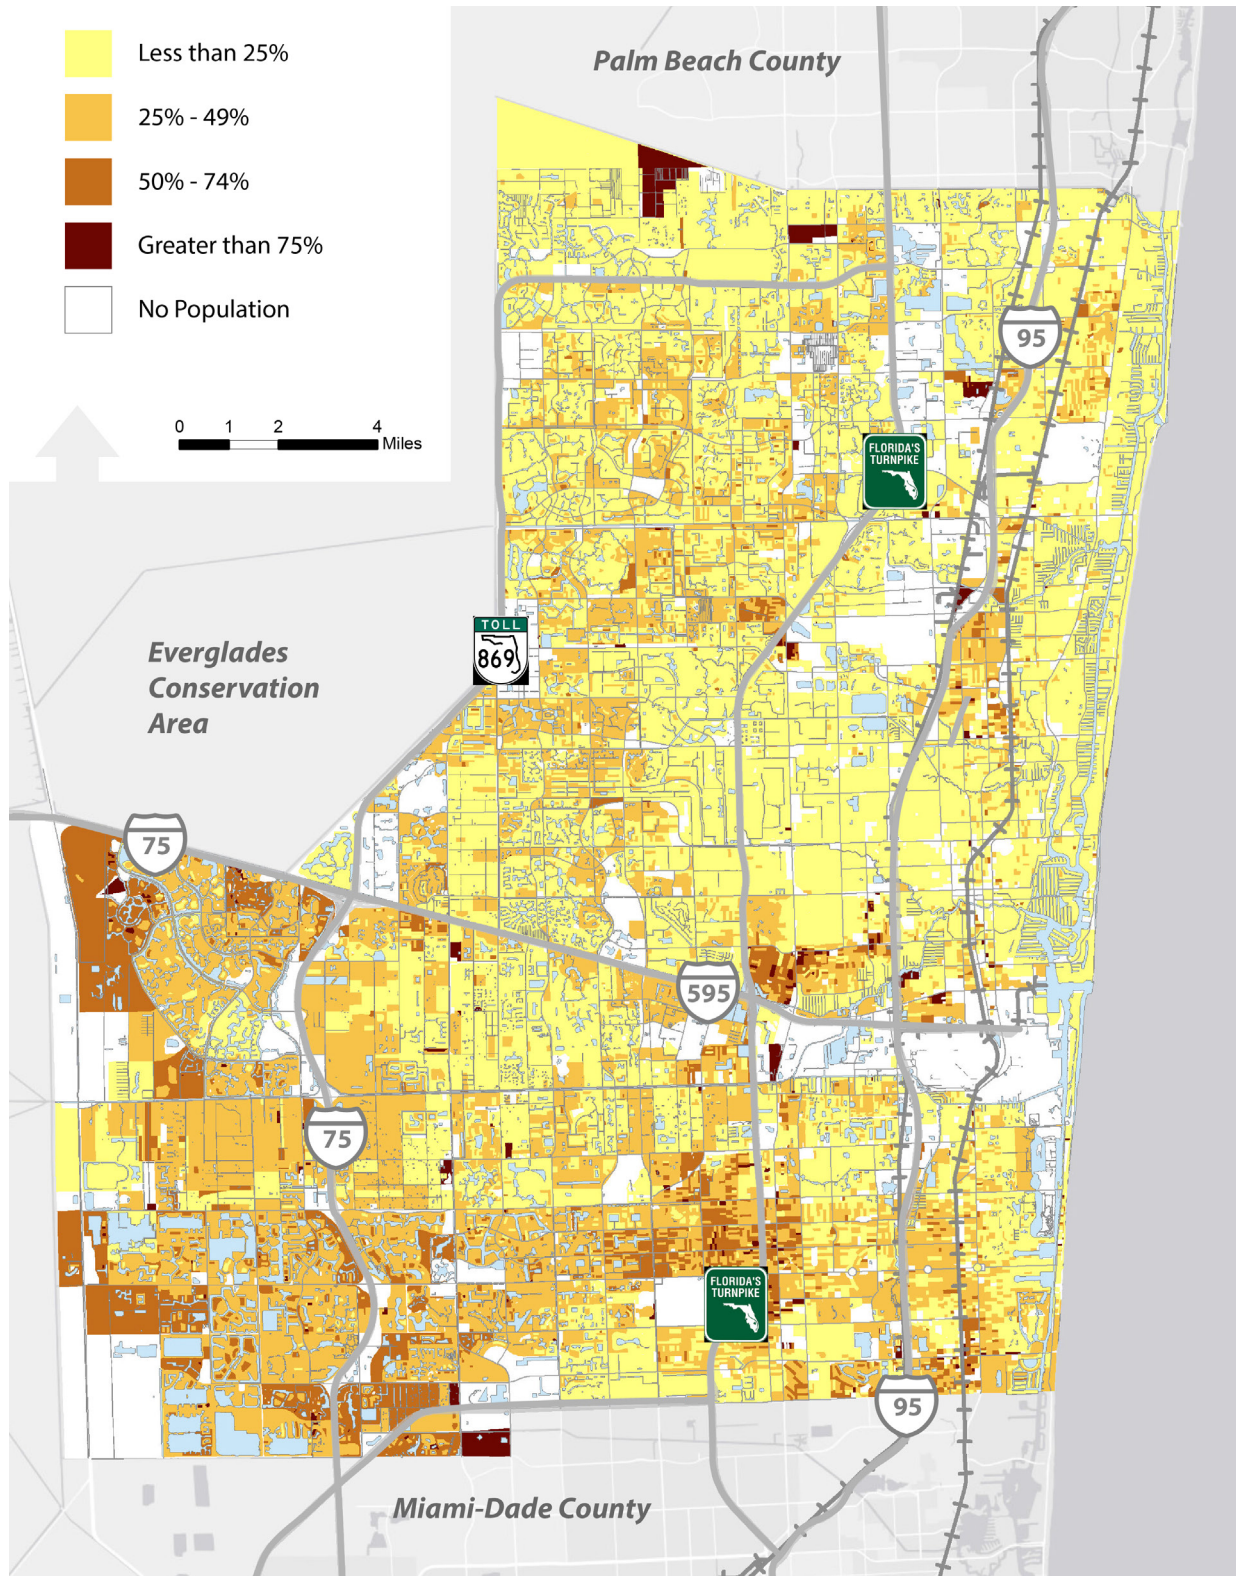 Less than 25%
25% - 49%
50% - 74%
Greater than 75%
No Population
0 1 2 4
Miles
Palm Beach County
95
FLORIDA'S
TURNPIKE
TOLL
869
Everglades
Conservation
Area
75
595
75
FLORIDA'S
TURNPIKE
95
Miami-Dade County